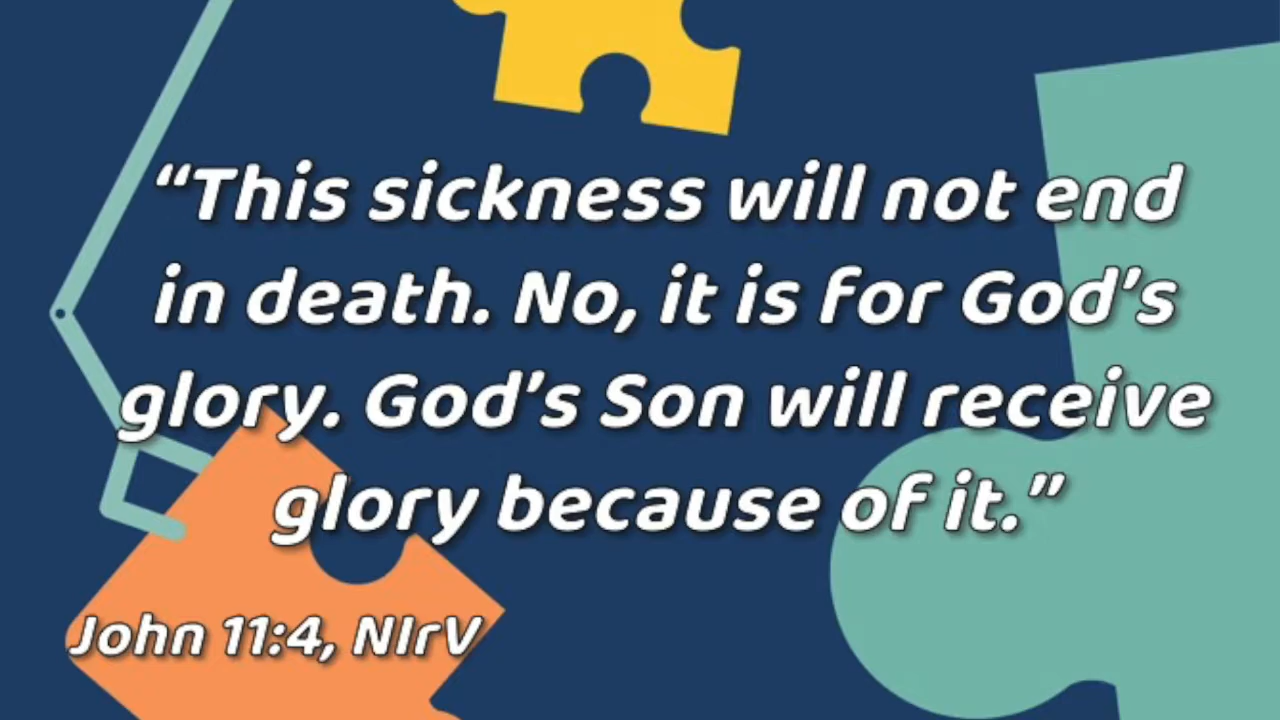 “This sickness will not end
in death. No, it is for God’s
glory. God’s Son will receive
glory because of it.”
John 11:4, NIrV